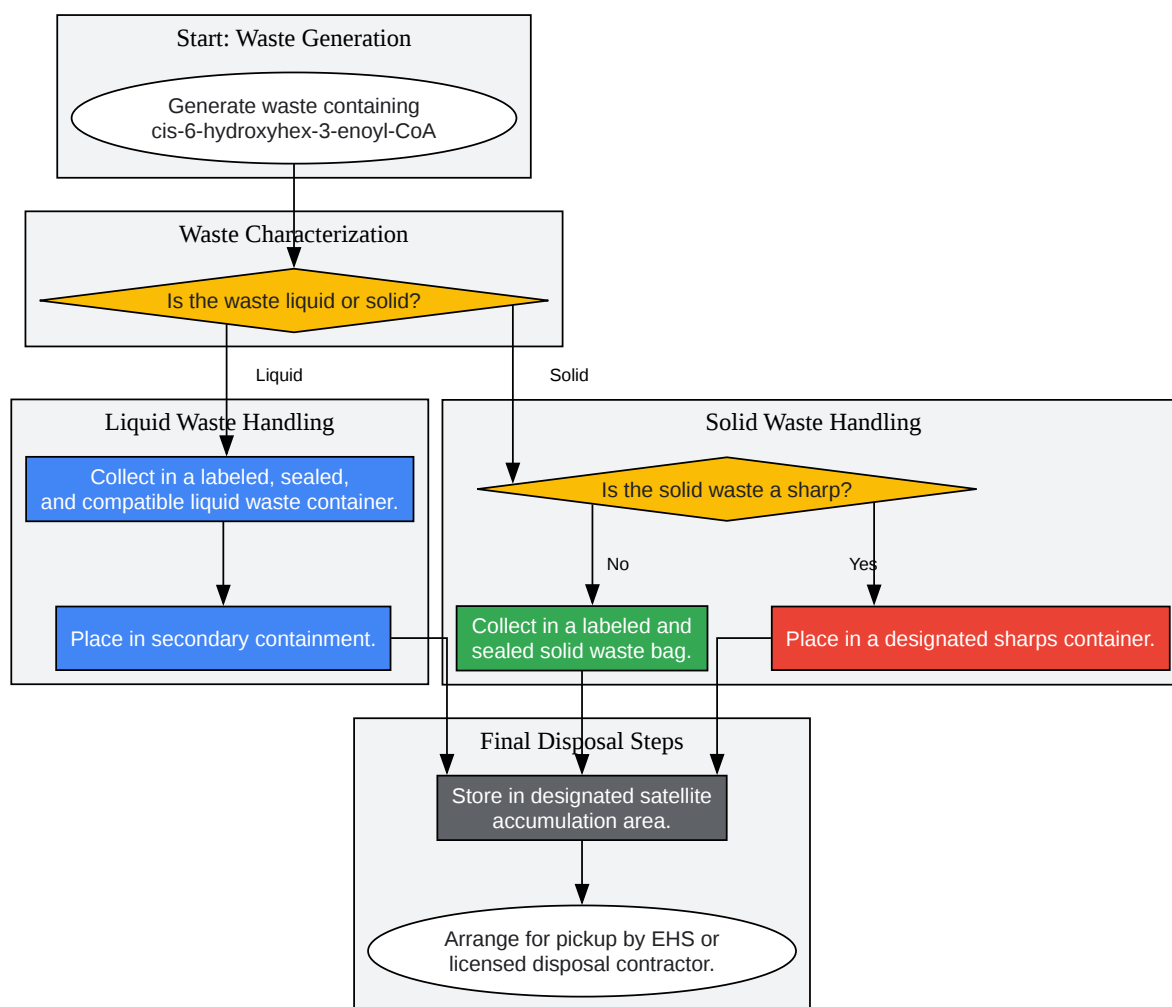 Start: Waste Generation
Generate waste containing
cis-6-hydroxyhex-3-enoyl-CoA
Waste Characterization
Is the waste liquid or solid?
Liquid
Solid
Liquid Waste Handling
Collect in a labeled, sealed,
and compatible liquid waste container.
Place in secondary containment.
Solid Waste Handling
Is the solid waste a sharp?
No
Yes
Collect in a labeled and
sealed solid waste bag.
Place in a designated sharps container.
Final Disposal Steps
Store in designated satellite
accumulation area.
Arrange for pickup by EHS or
licensed disposal contractor.